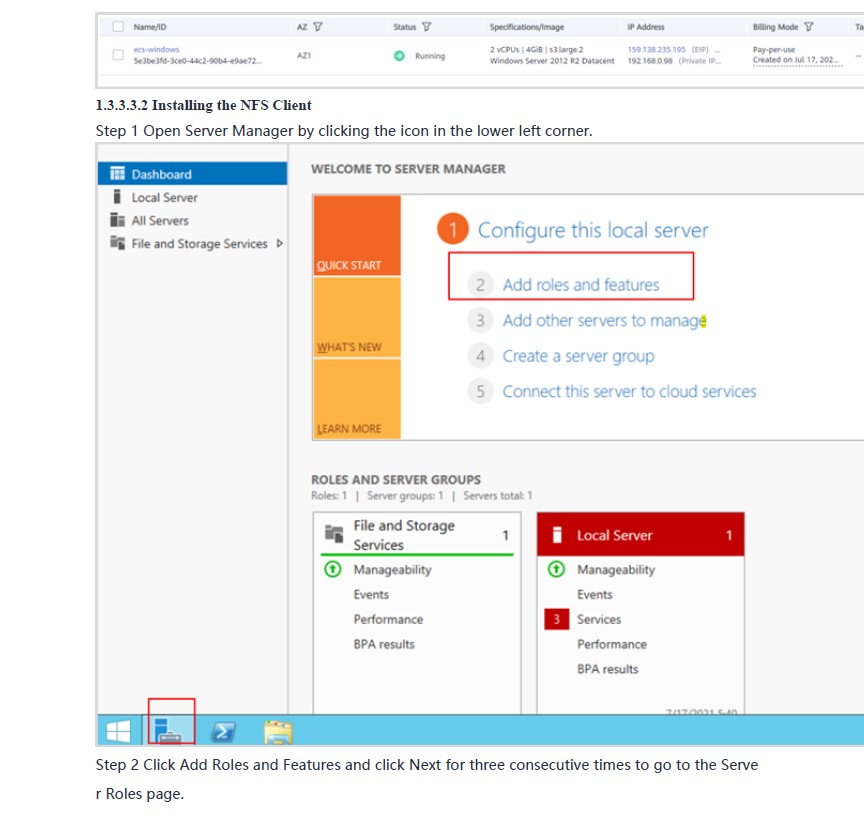 Name/ID AZ Status Specifications/Image IP Address Billing Mode Ta
ecs-windows 2 vCPUs | 4GiB | s3.large.2 159.138.235.195 (EIP) ... Pay-per-use
5e3be3fd-3ce0-44c2-90b4-e9ae72... AZ1 Running Windows Server 2012 R2 Datacent 192.168.0.98 (Private IP... Created on Jul 17, 202... --
1.3.3.3.2 Installing the NFS Client
Step 1 Open Server Manager by clicking the icon in the lower left corner.
Dashboard
Local Server
All Servers
File and Storage Services
WELCOME TO SERVER MANAGER
QUICK START
WHAT'S NEW
LEARN MORE
1 Configure this local server
2 Add roles and features
3 Add other servers to manage
4 Create a server group
5 Connect this server to cloud services
ROLES AND SERVER GROUPS
Roles: 1 | Server groups: 1 | Servers total: 1
File and Storage
Services 1
Manageability
Events
Performance
BPA results
Local Server 1
Manageability
Events
3 Services
Performance
BPA results
7/17/2021 5:40
Step 2 Click Add Roles and Features and click Next for three consecutive times to go to the Serve
r Roles page.